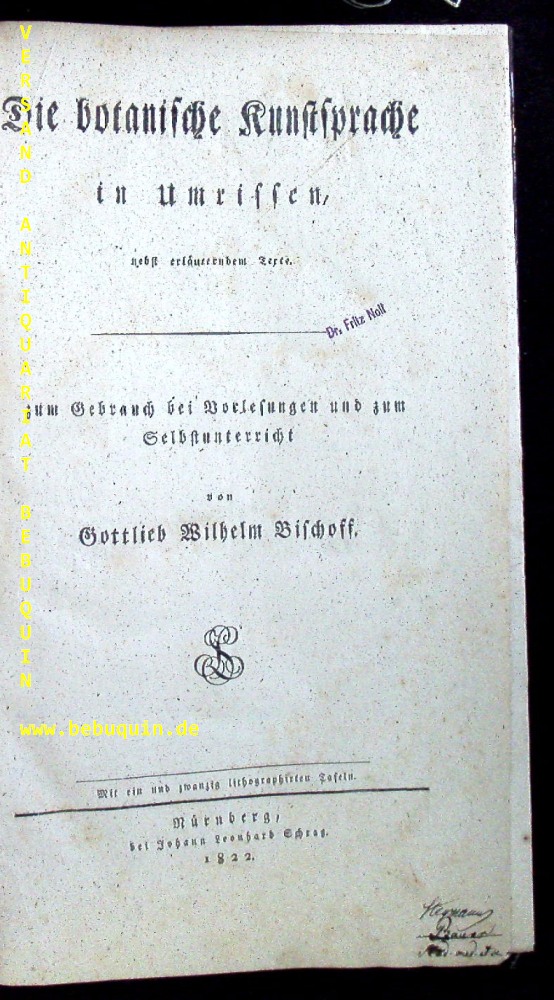 Die botanische Kunstsprache
in Umrissen,
nebst erläuterndem Texte.
Dr. Fritz Noll
zum Gebrauch bei Vorlesungen und zum
Selbstunterricht
von
Gottlieb Wilhelm Bischoff.
Mit ein und zwanzig lithographirten Tafeln.
Nürnberg,
bei Johann Leonhard Schrag.
1822.
Hermann
VERSAND ANTIQUARIAT BEBUQUIN
www.bebuquin.de